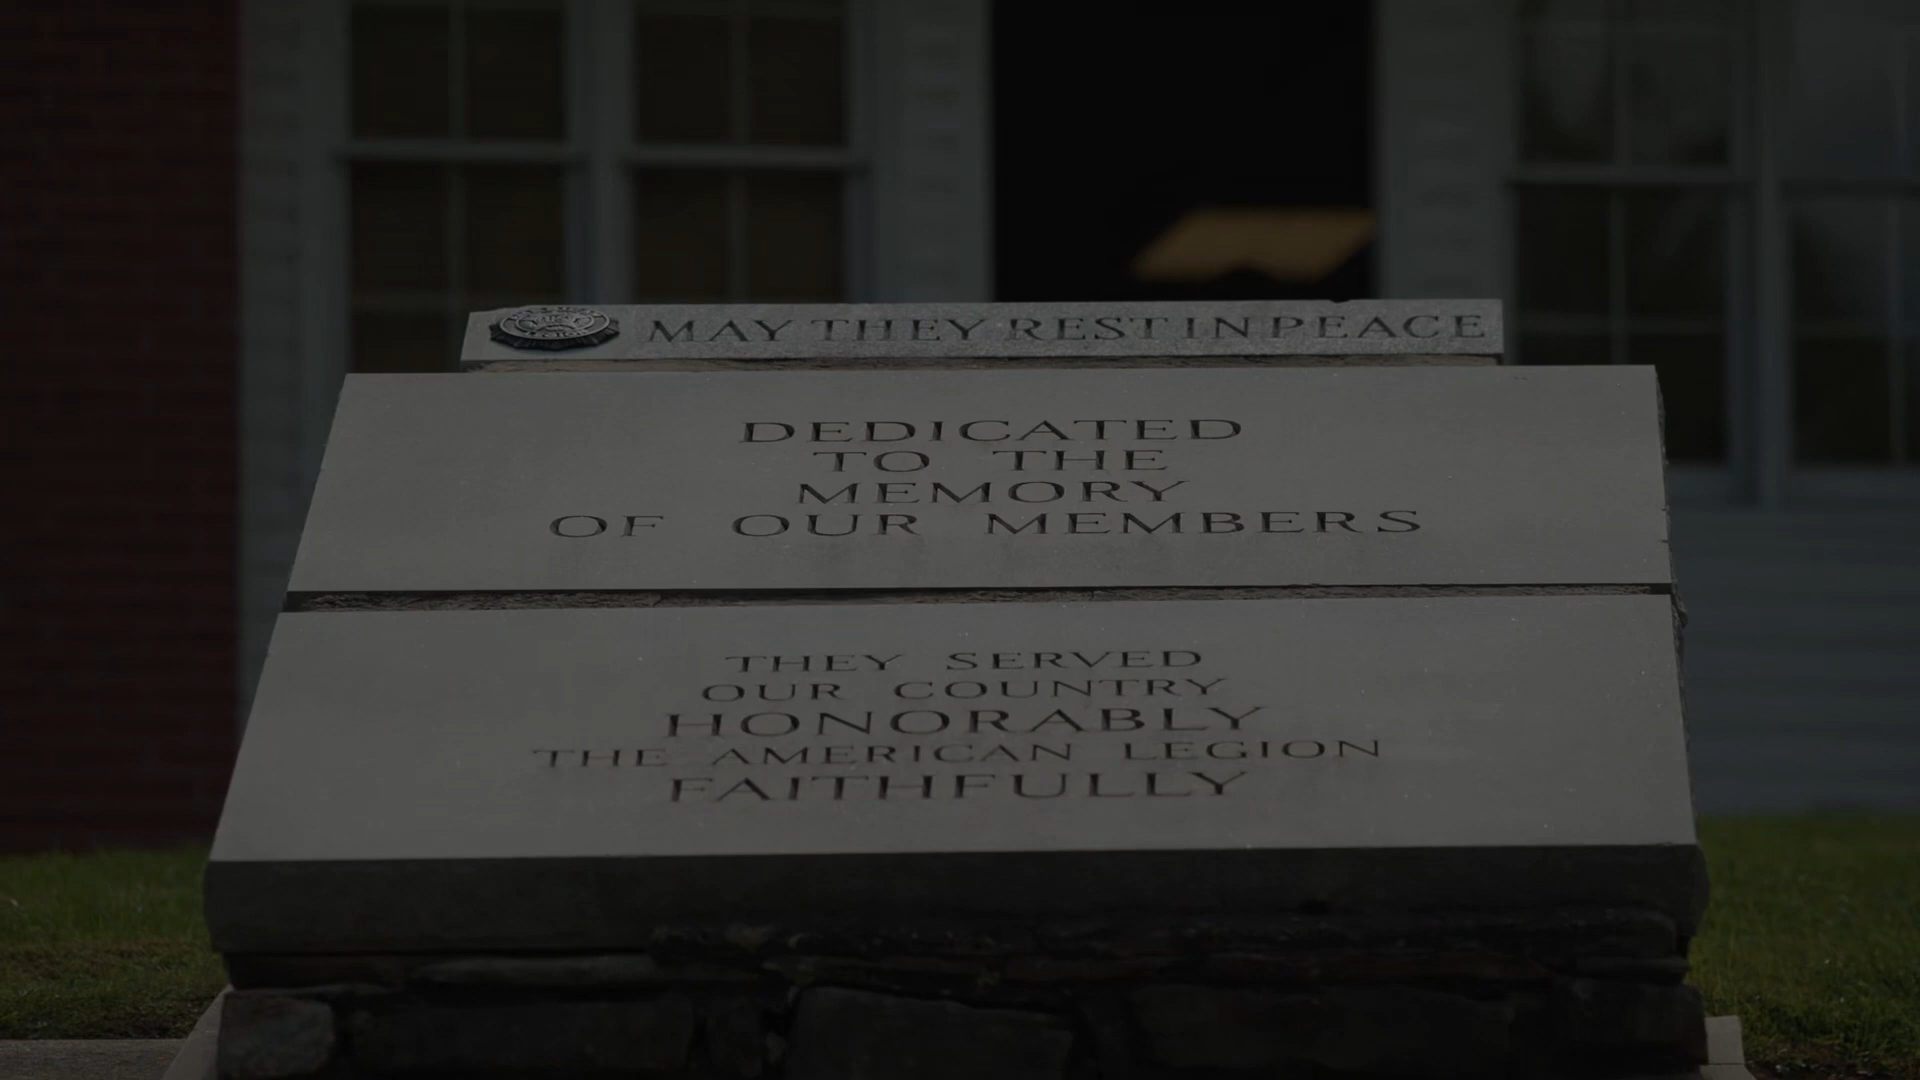 MAY THEY REST IN PEACE
DEDICATED
TO THE
MEMORY
OF OUR MEMBERS
THEY SERVED
OUR COUNTRY
HONORABLY
THE AMERICAN LEGION
FAITHFULLY